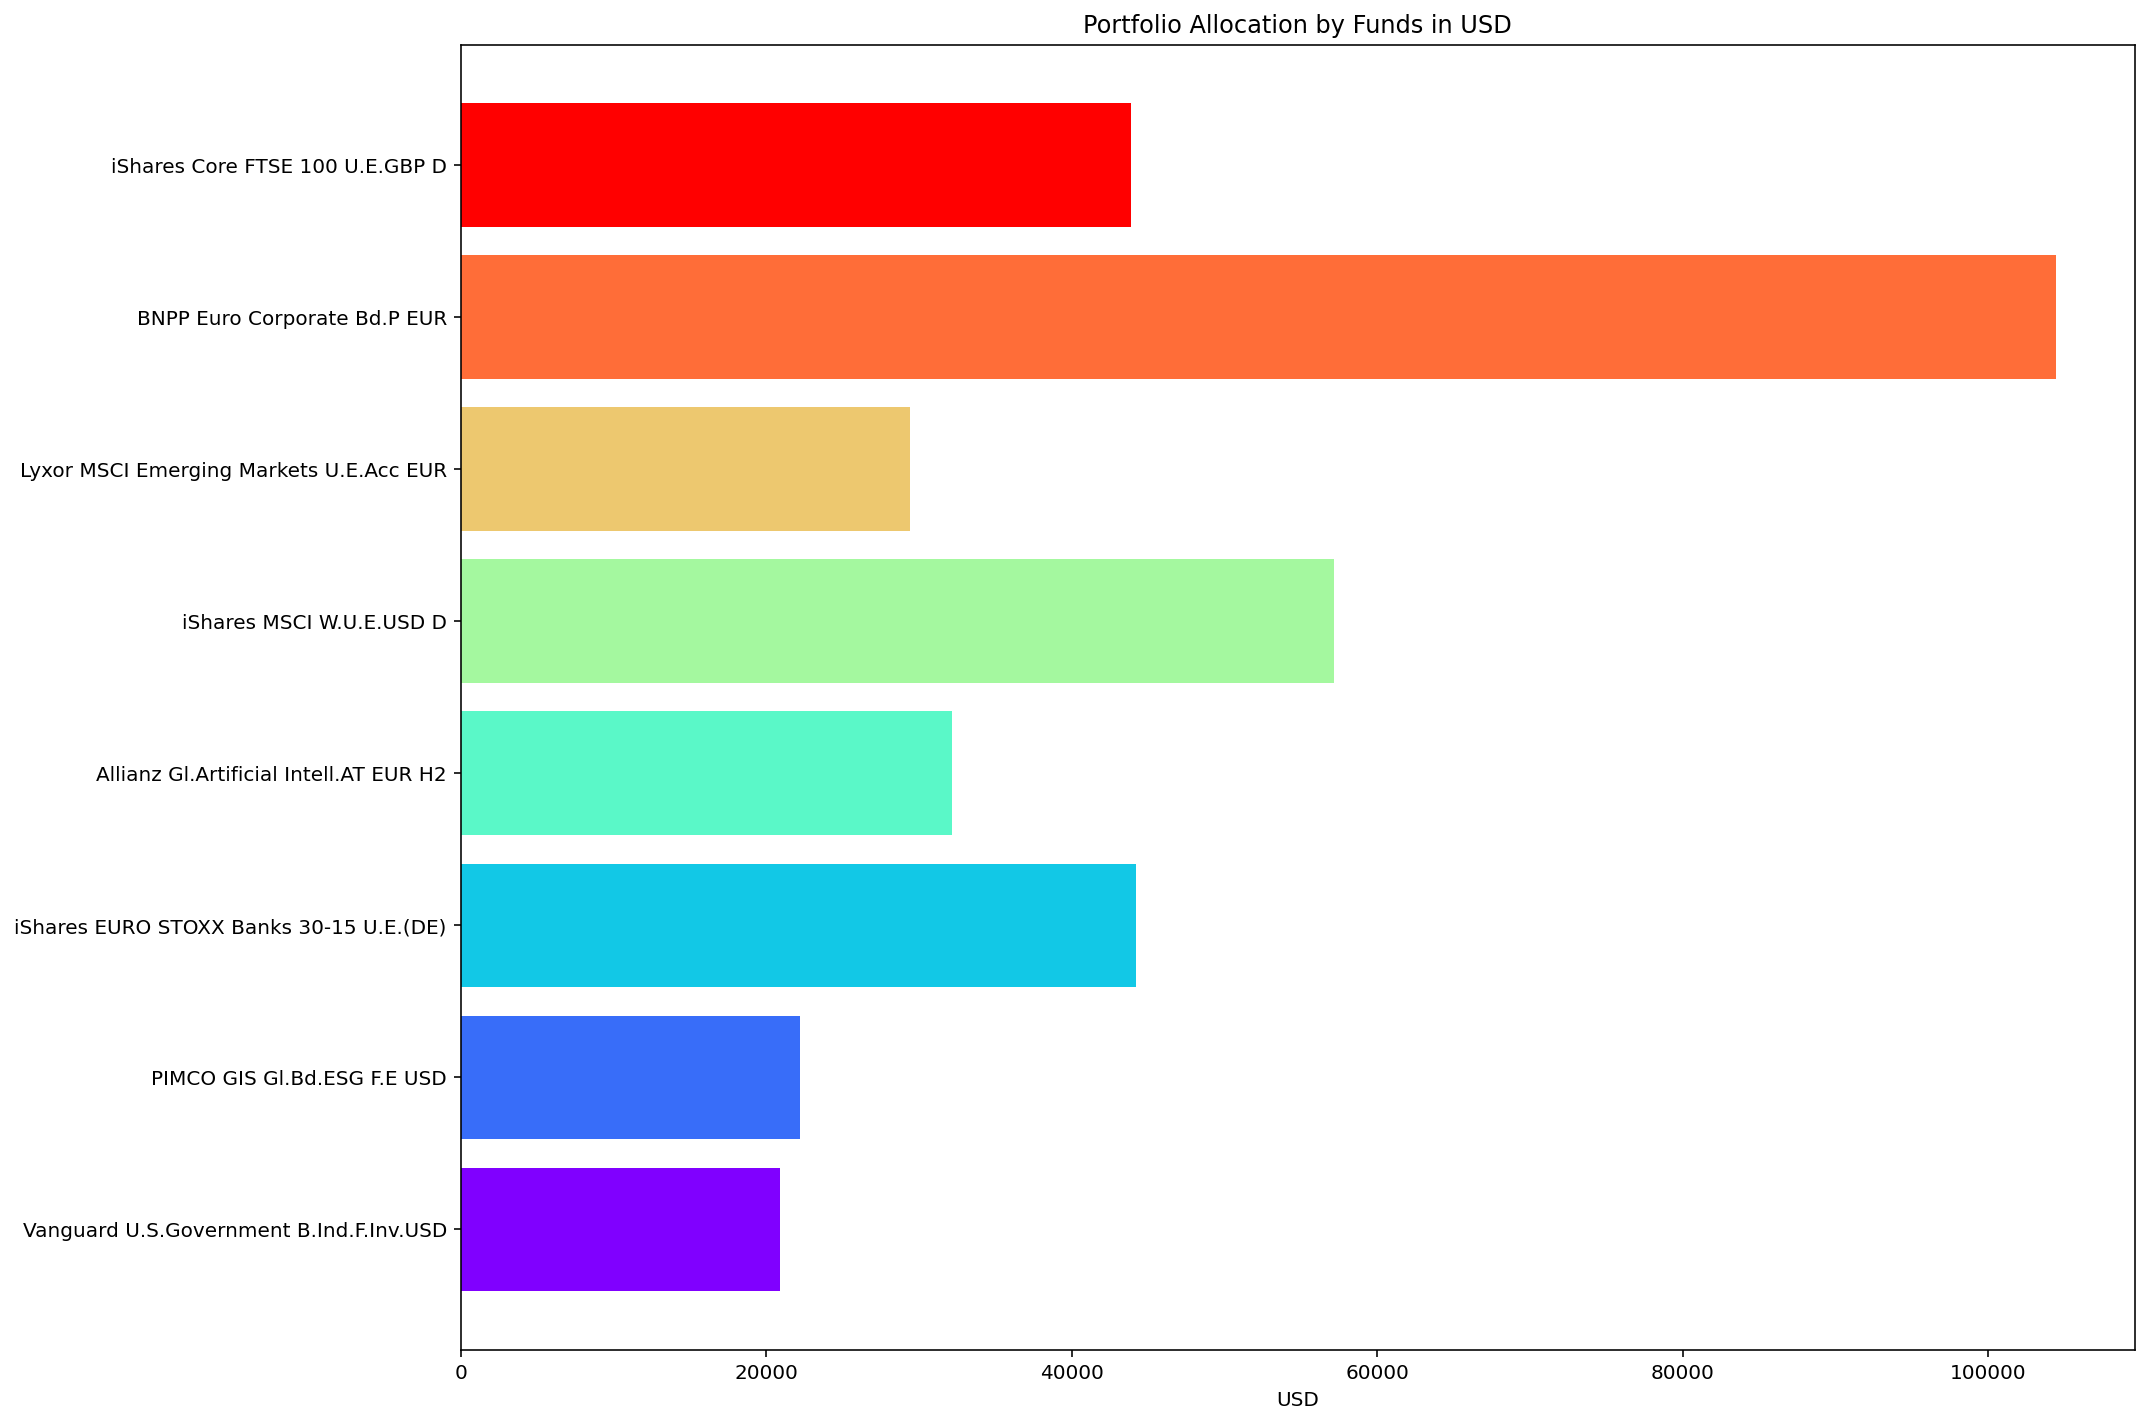 Portfolio Allocation by Funds in USD
iShares Core FTSE 100 U.E.GBP D
BNPP Euro Corporate Bd.P EUR
Lyxor MSCI Emerging Markets U.E.Acc EUR
iShares MSCI W.U.E.USD D
Allianz Gl.Artificial Intell.AT EUR H2
iShares EURO STOXX Banks 30-15 U.E.(DE)
PIMCO GIS Gl.Bd.ESG F.E USD
Vanguard U.S.Government B.Ind.F.Inv.USD
0 20000 40000 60000 80000 100000
USD